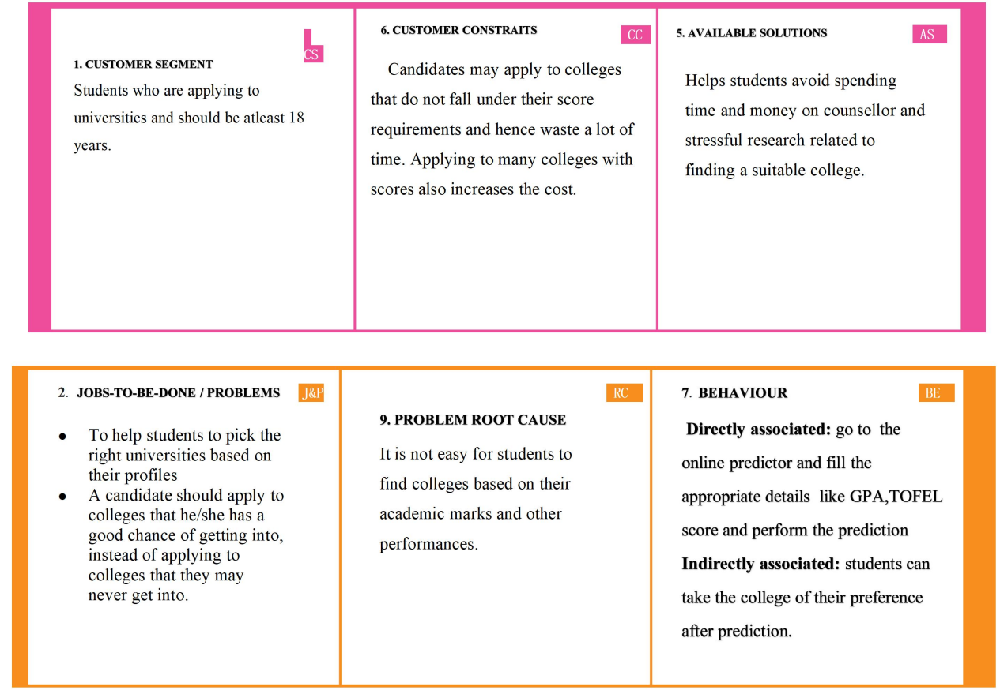 CS
1. CUSTOMER SEGMENT
Students who are applying to
universities and should be atleast 18
years.
6. CUSTOMER CONSTRAITS
CC
Candidates may apply to colleges
that do not fall under their score
requirements and hence waste a lot of
time. Applying to many colleges with
scores also increases the cost.
5. AVAILABLE SOLUTIONS
AS
Helps students avoid spending
time and money on counsellor and
stressful research related to
finding a suitable college.
2. JOBS-TO-BE-DONE / PROBLEMS
J&P
● To help students to pick the
right universities based on
their profiles
● A candidate should apply to
colleges that he/she has a
good chance of getting into,
instead of applying to
colleges that they may
never get into.
RC
9. PROBLEM ROOT CAUSE
It is not easy for students to
find colleges based on their
academic marks and other
performances.
7. BEHAVIOUR
BE
Directly associated: go to the
online predictor and fill the
appropriate details like GPA,TOFEL
score and perform the prediction
Indirectly associated: students can
take the college of their preference
after prediction.